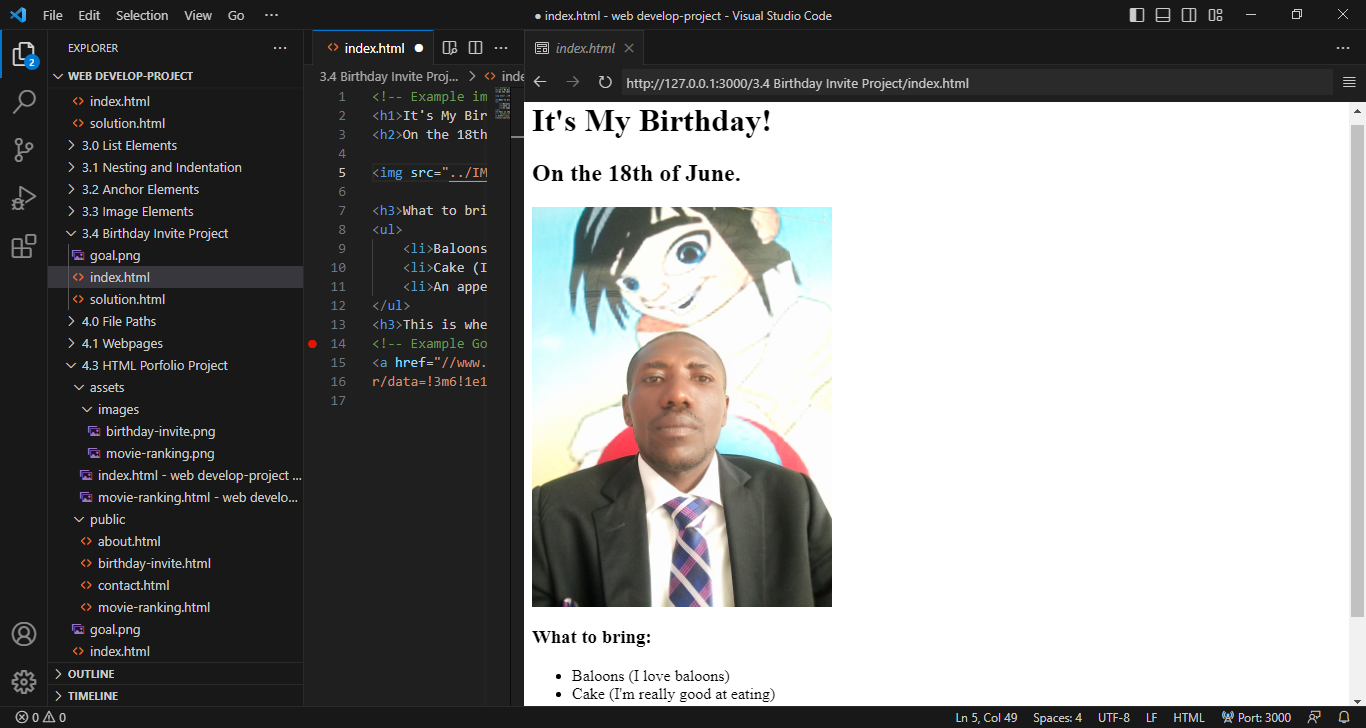 File Edit Selection View Go ··· ● index.html - web develop-project - Visual Studio Code
EXPLORER ···
2
WEB DEVELOP-PROJECT
index.html
solution.html
3.0 List Elements
3.1 Nesting and Indentation
3.2 Anchor Elements
3.3 Image Elements
3.4 Birthday Invite Project
goal.png
index.html
solution.html
4.0 File Paths
4.1 Webpages
4.3 HTML Porfolio Project
assets
images
birthday-invite.png
movie-ranking.png
index.html - web develop-project ...
movie-ranking.html - web develo...
public
about.html
birthday-invite.html
contact.html
movie-ranking.html
goal.png
index.html
OUTLINE
TIMELINE
index.html ●
3.4 Birthday Invite Proj... > <> inde
1 <!-- Example im
2 <h1>It's My Bir
3 <h2>On the 18th
4
5 <img src="../IM
6
7 <h3>What to bri
8 <ul>
9 <li>Baloons
10 <li>Cake (I
11 <li>An appe
12 </ul>
13 <h3>This is whe
14 <!-- Example Go
15 <a href="//www.
16 r/data=!3m6!1e1
17
index.html
http://127.0.0.1:3000/3.4 Birthday Invite Project/index.html
It's My Birthday!
On the 18th of June.
What to bring:
• Baloons (I love baloons)
• Cake (I'm really good at eating)
0 0 Ln 5, Col 49 Spaces: 4 UTF-8 LF HTML Port: 3000